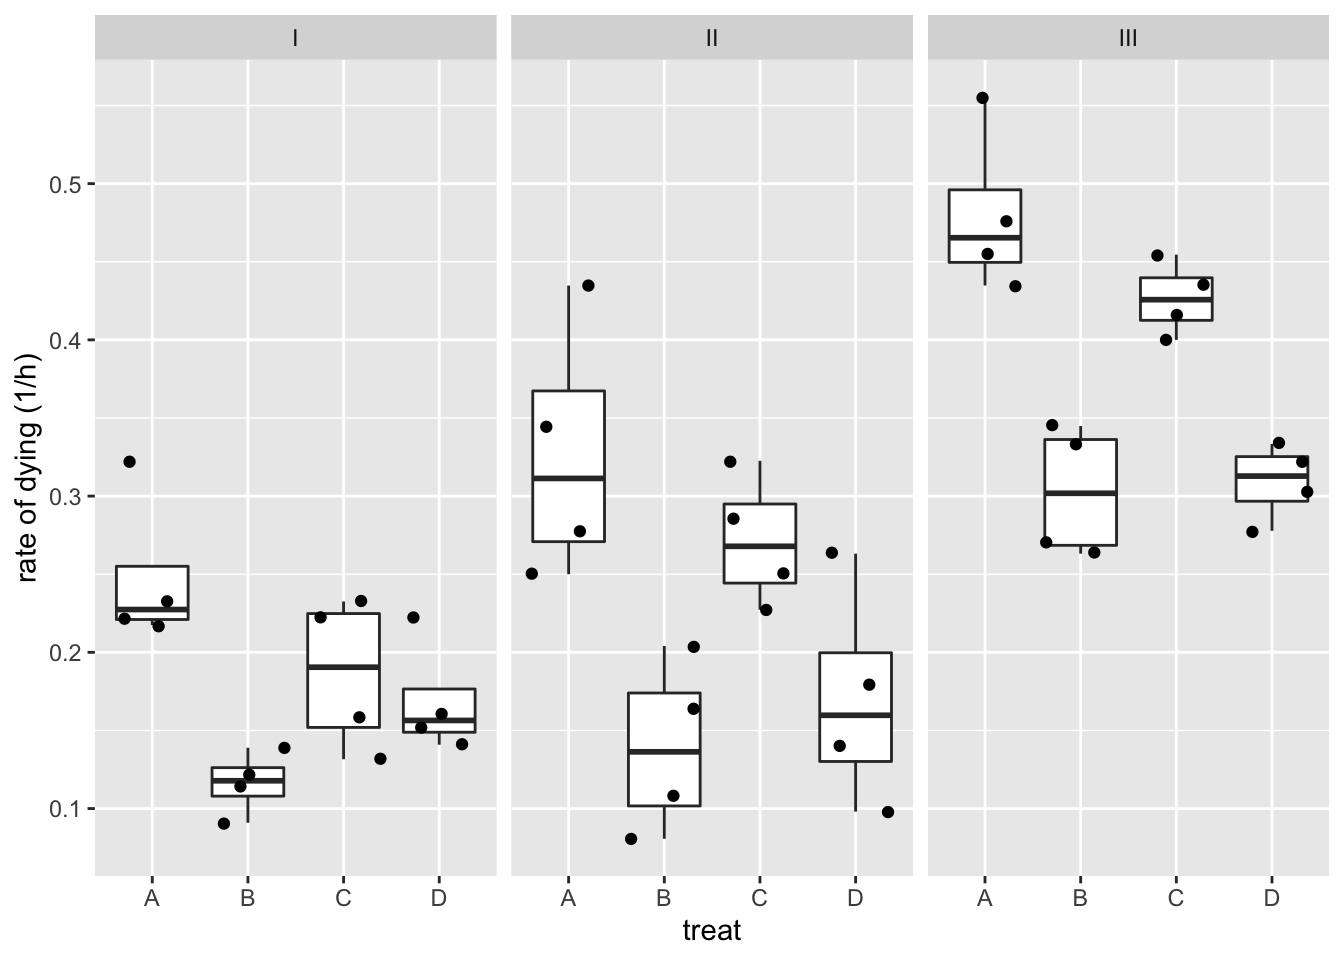 I II III
rate of dying (1/h)
0.5
0.4
0.3
0.2
0.1
A B C D A B C D A B C D
treat